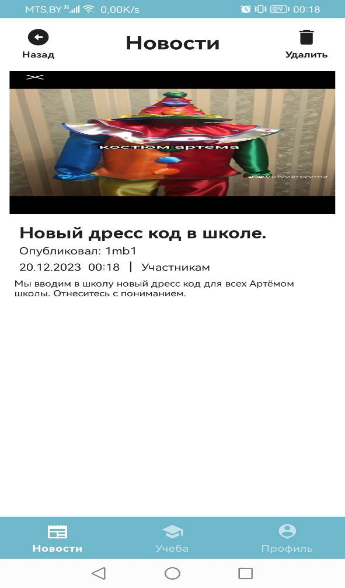 MTS.BY 0,00K/s 00:18
Новости
Назад
Удалить
костюм артема
Новый дресс код в школе.
Опубликовал: 1mb1
20.12.2023 00:18 | Участникам
Мы вводим в школу новый дресс код для всех Артёмом
школы. Отнеситесь с пониманием.
Новости
Учеба
Профиль